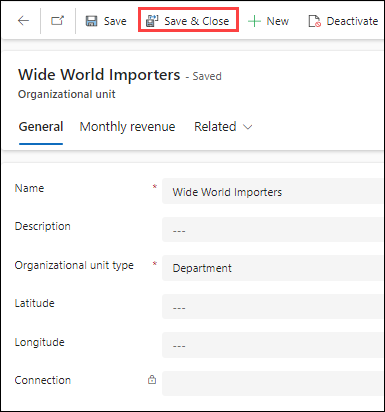 Save Save & Close New Deactivate
Wide World Importers - Saved
Organizational unit
General Monthly revenue Related
Name * Wide World Importers
Description ---
Organizational unit type * Department
Latitude ---
Longitude ---
Connection